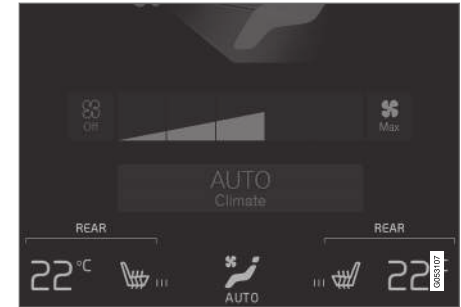 Off
Max
AUTO
Climate
REAR
REAR
22°C
AUTO
22°
G053107